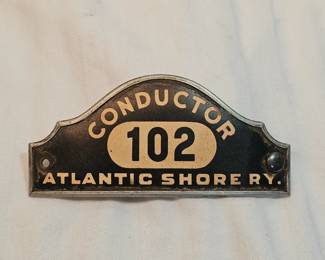 CONDUCTOR
102
ATLANTIC SHORE RY.